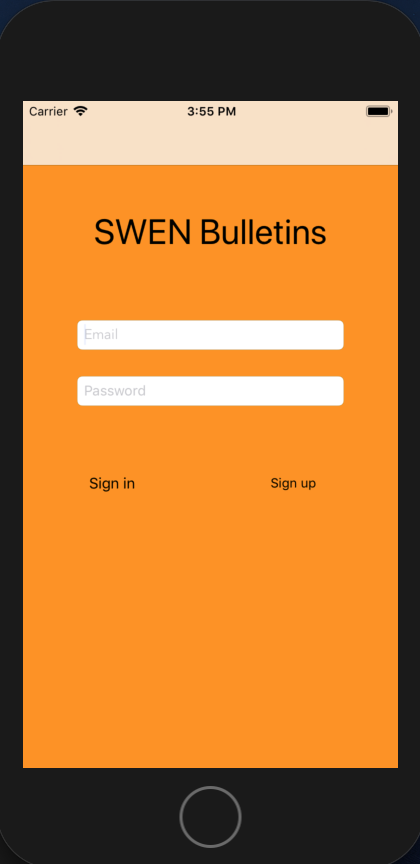 Carrier 3:55 PM
SWEN Bulletins
Email
Password
Sign in Sign up